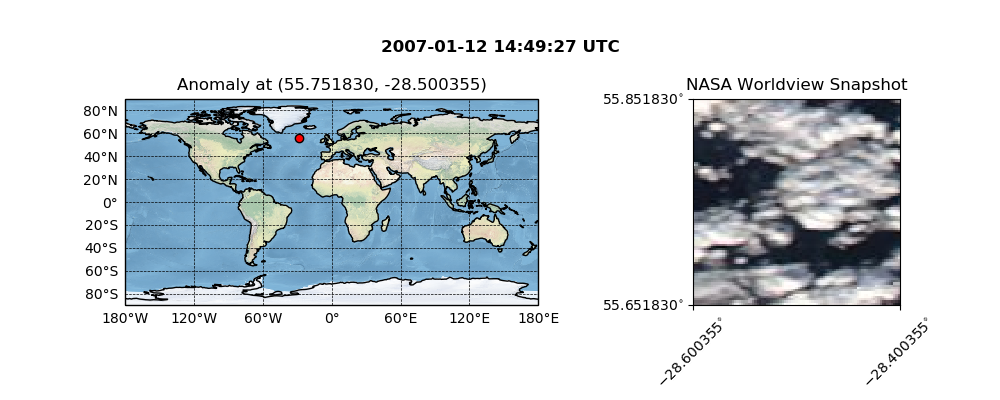 2007-01-12 14:49:27 UTC
Anomaly at (55.751830, -28.500355)
80°N
60°N
40°N
20°N
0°
20°S
40°S
60°S
80°S
180°W 120°W 60°W 0° 60°E 120°E 180°E
NASA Worldview Snapshot
55.851830°
55.651830°
−28.600355°
−28.400355°